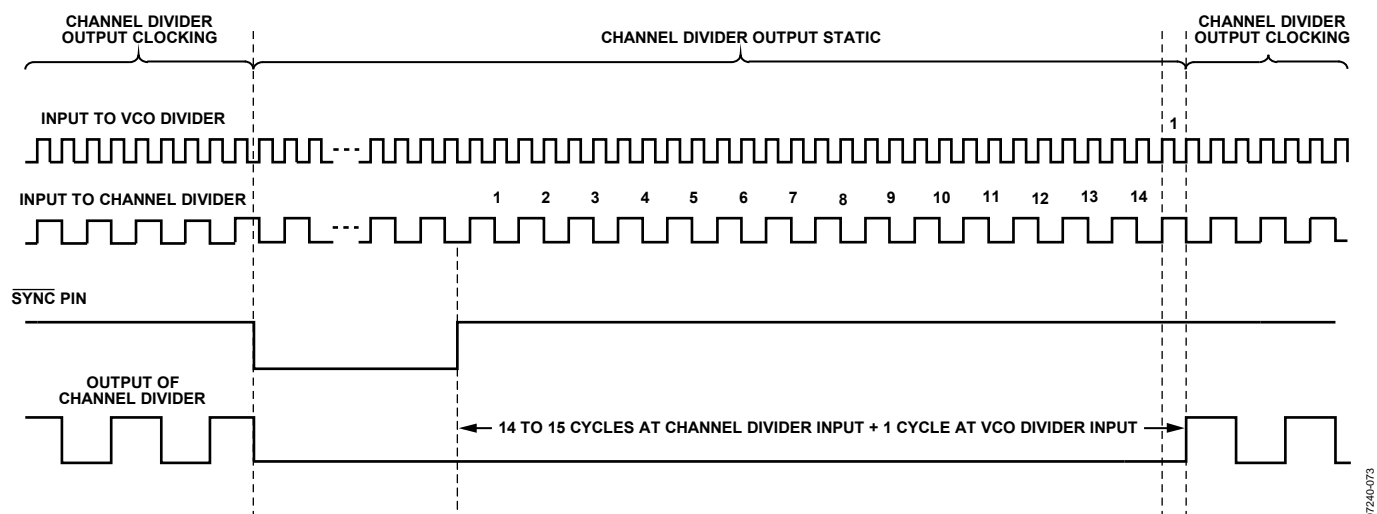 CHANNEL DIVIDER
OUTPUT CLOCKING
CHANNEL DIVIDER OUTPUT STATIC
CHANNEL DIVIDER
OUTPUT CLOCKING
INPUT TO VCO DIVIDER
1
INPUT TO CHANNEL DIVIDER
1 2 3 4 5 6 7 8 9 10 11 12 13 14
SYNC PIN
OUTPUT OF
CHANNEL DIVIDER
14 TO 15 CYCLES AT CHANNEL DIVIDER INPUT + 1 CYCLE AT VCO DIVIDER INPUT